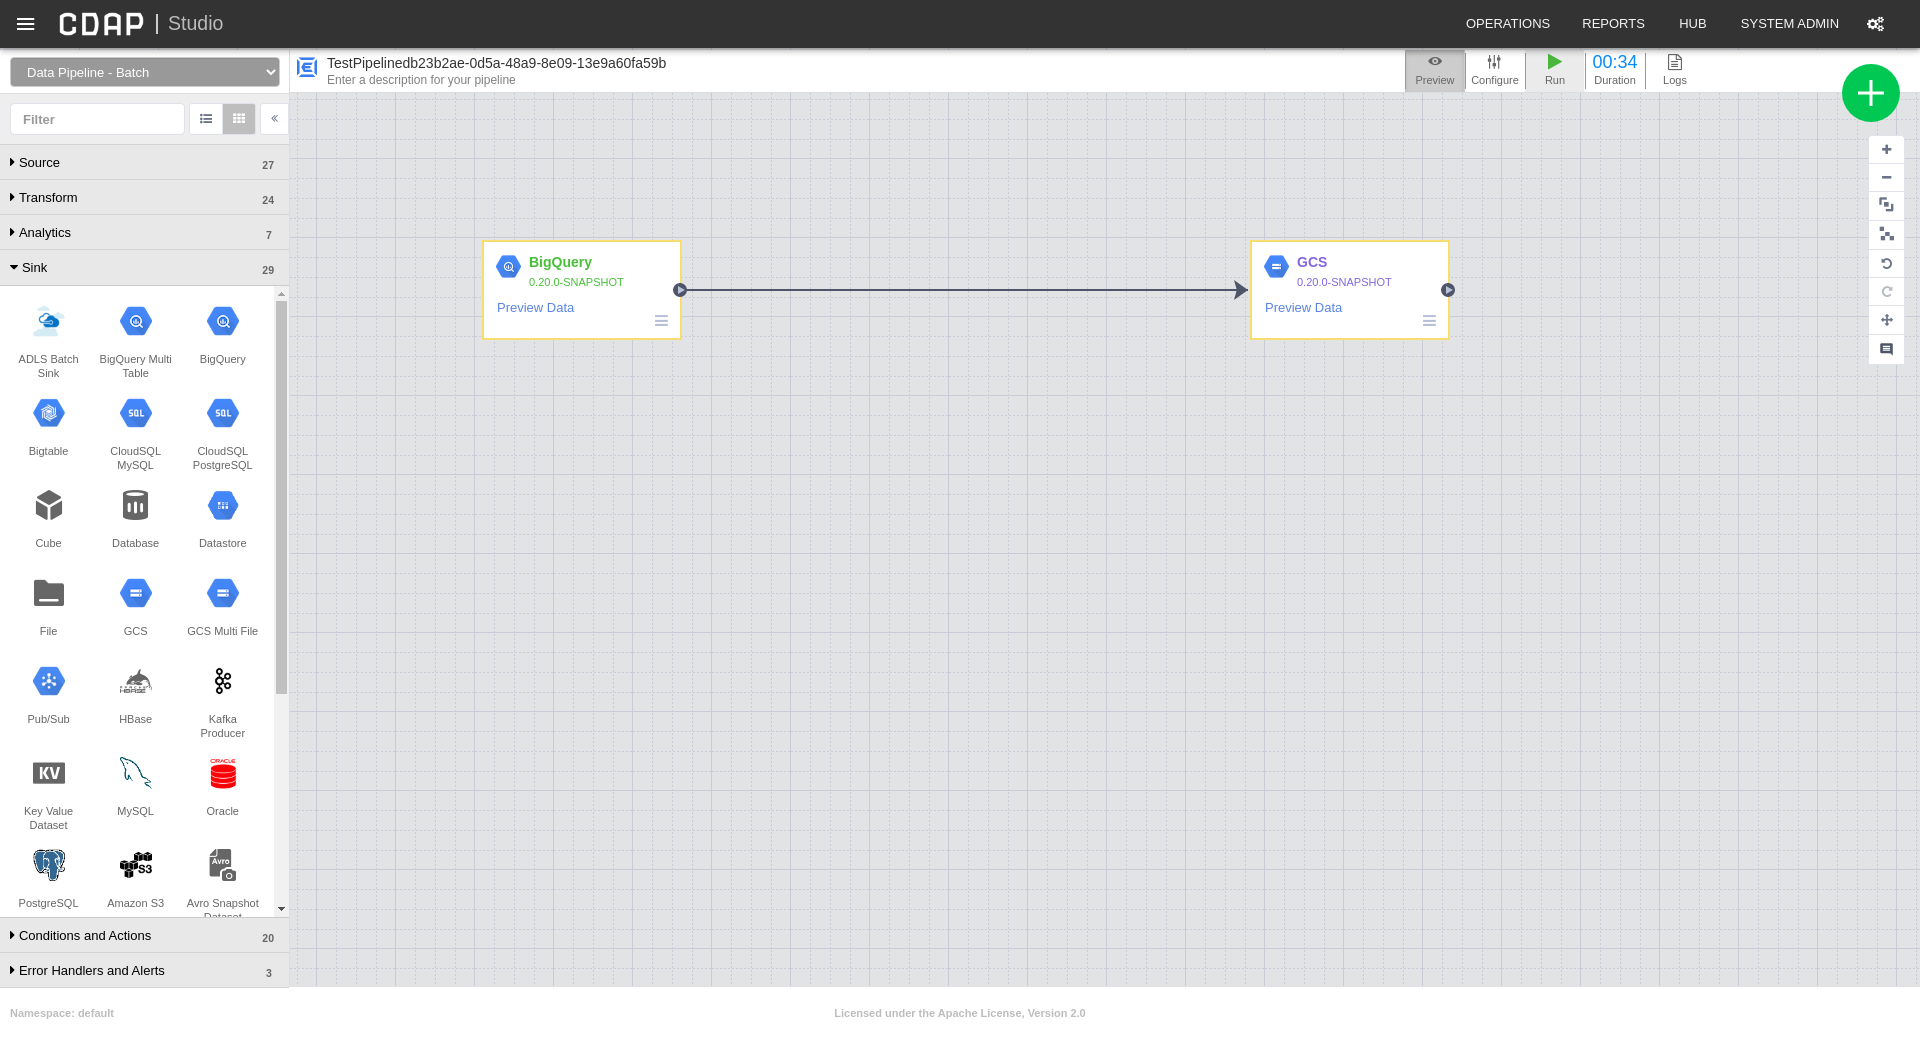 CDAP | Studio
OPERATIONS
REPORTS
HUB
SYSTEM ADMIN
Data Pipeline - Batch
TestPipelinedb23b2ae-0d5a-48a9-8e09-13e9a60fa59b
Enter a description for your pipeline
Preview
Configure
Run
00:34
Duration
Logs
Filter
Source 27
Transform 24
Analytics 7
Sink 29
ADLS Batch
Sink
BigQuery Multi
Table
BigQuery
Bigtable
SQL
CloudSQL
MySQL
SQL
CloudSQL
PostgreSQL
Cube
Database
Datastore
File
GCS
GCS Multi File
Pub/Sub
HBASE
HBase
Kafka
Producer
KV
Key Value
Dataset
MySQL
ORACLE
Oracle
PostgreSQL
S3
Amazon S3
Avro
Avro Snapshot
Dataset
Conditions and Actions 20
Error Handlers and Alerts 3
BigQuery
0.20.0-SNAPSHOT
Preview Data
GCS
0.20.0-SNAPSHOT
Preview Data
Namespace: default
Licensed under the Apache License, Version 2.0